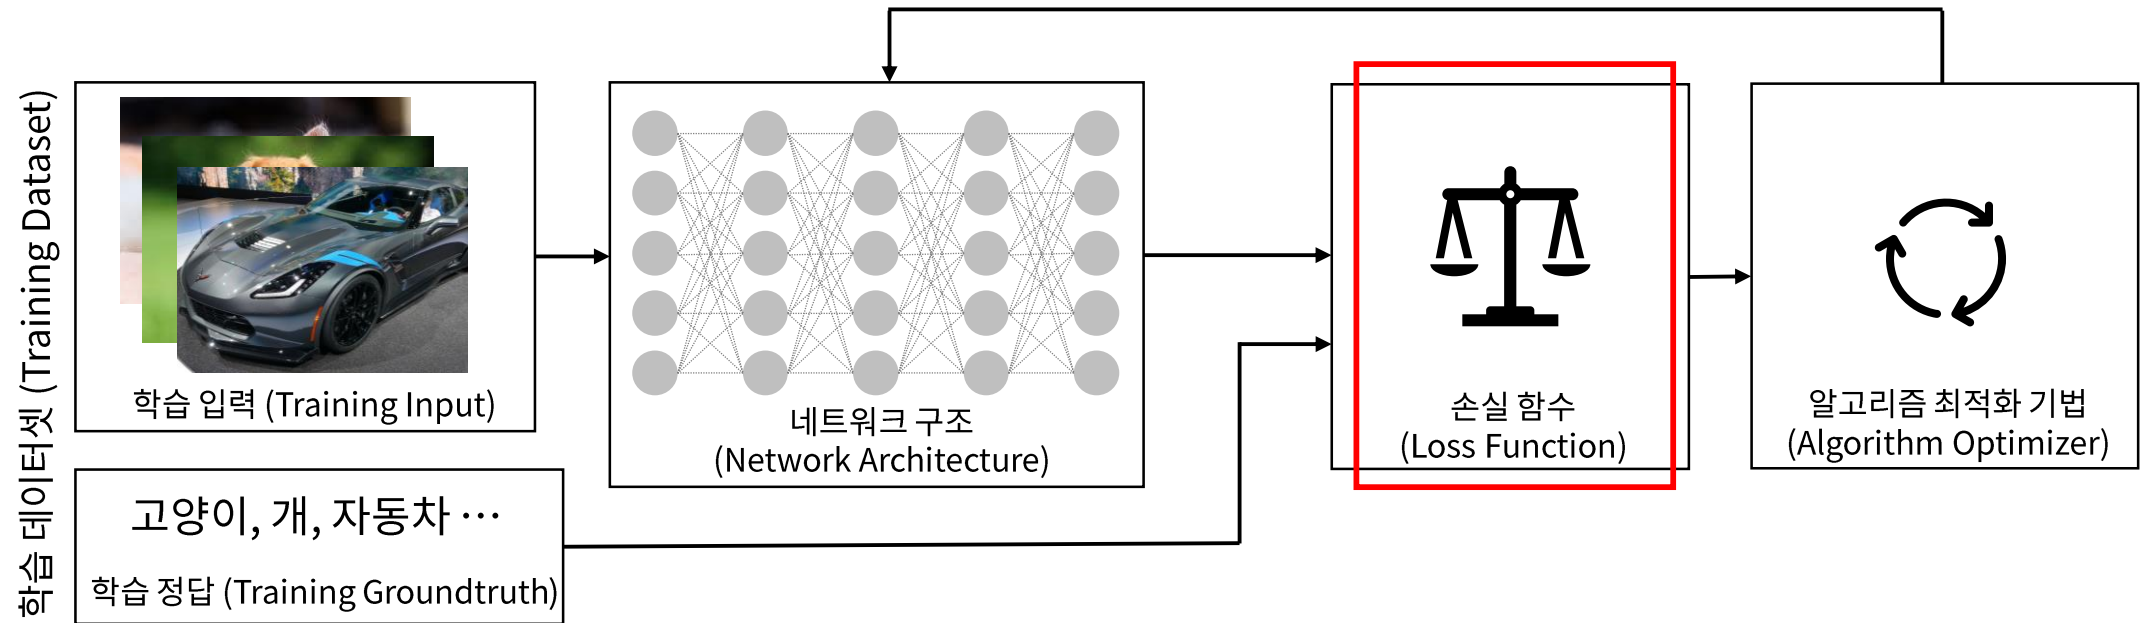 학습 데이터셋 (Training Dataset)
학습 입력 (Training Input)
고양이, 개, 자동차 …
학습 정답 (Training Groundtruth)
네트워크 구조
(Network Architecture)
손실 함수
(Loss Function)
알고리즘 최적화 기법
(Algorithm Optimizer)